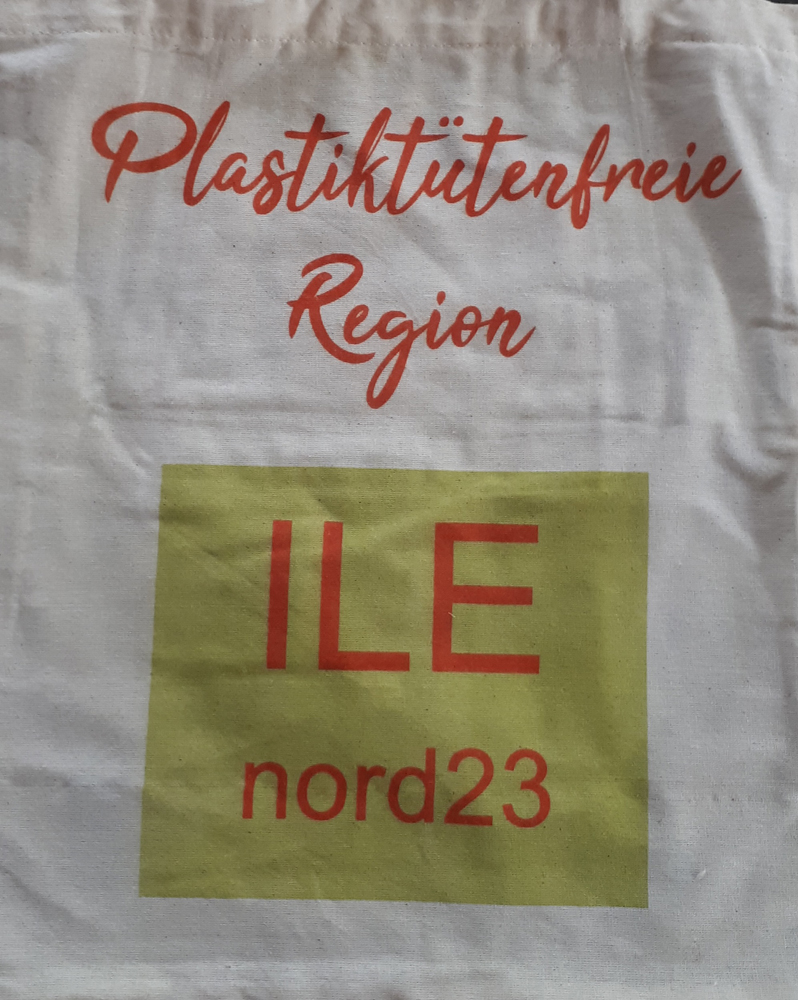 Plastiktütenfreie
Region
ILE
nord23